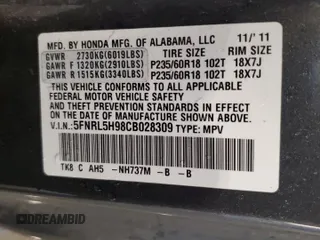 MFD. BY HONDA MFG. OF ALABAMA, LLC 11/'11
GVWR 2730KG(6019LBS) TIRE SIZE RIM SIZE
GAWR F 1320KG(2910LBS) P235/60R18 102T 18X7J
GAWR R 1515KG(3340LBS) P235/60R18 102T 18X7J
THIS VEHICLE CONFORMS TO ALL APPLICABLE
FEDERAL MOTOR VEHICLE SAFETY
STANDARDS IN EFFECT ON THE DATE
OF MANUFACTURE SHOWN ABOVE.
V.I.N:5FNRL5H98CB028309 TYPE: MPV
TK8 C AH5 -NH737M -B -B
DREAMBID